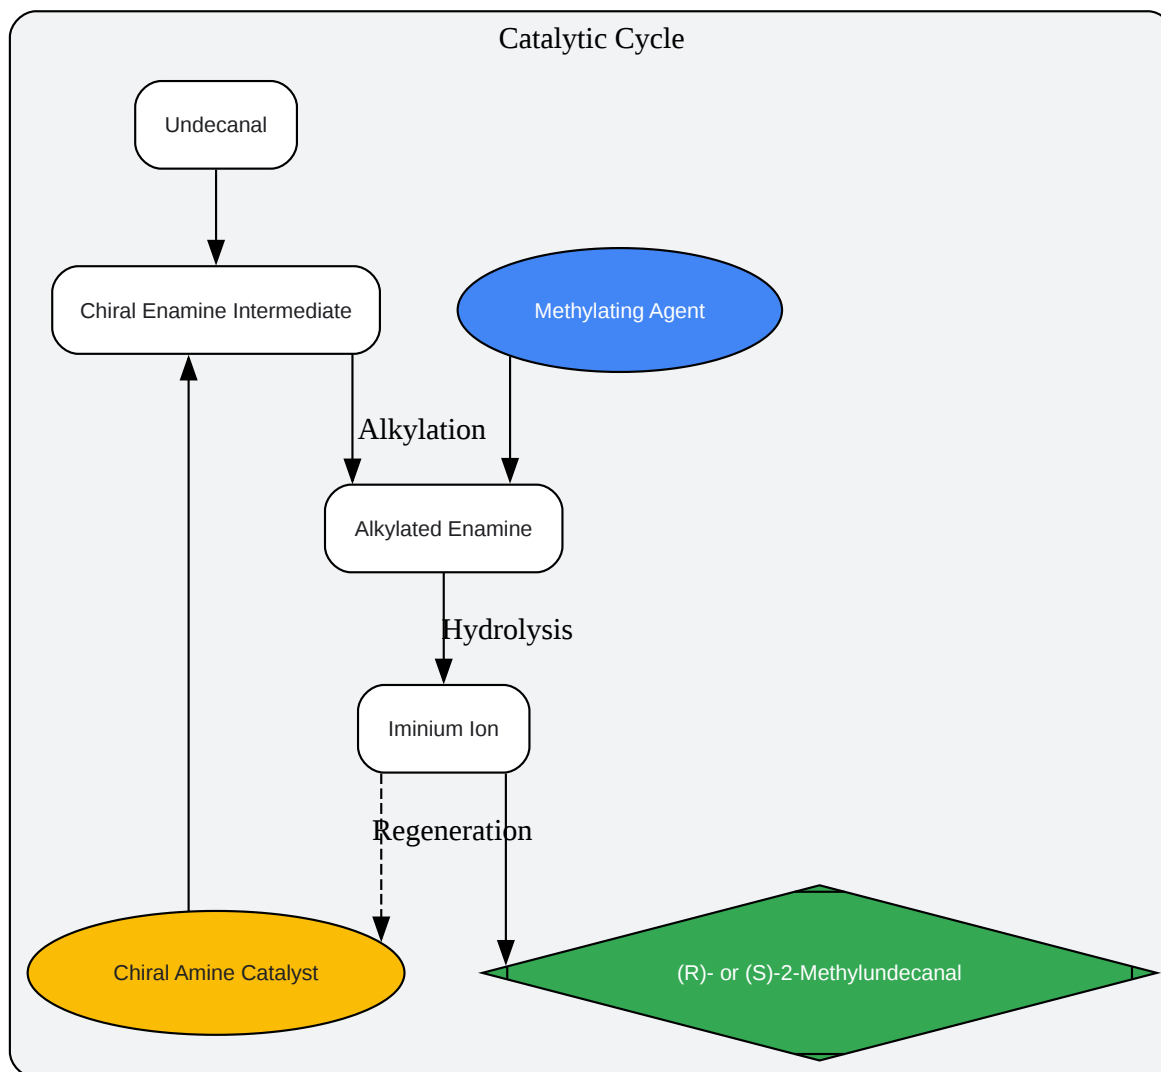 Catalytic Cycle
Undecanal
Chiral Enamine Intermediate
Methylating Agent
Alkylation
Alkylated Enamine
Hydrolysis
Iminium Ion
Regeneration
Chiral Amine Catalyst
(R)- or (S)-2-Methylundecanal